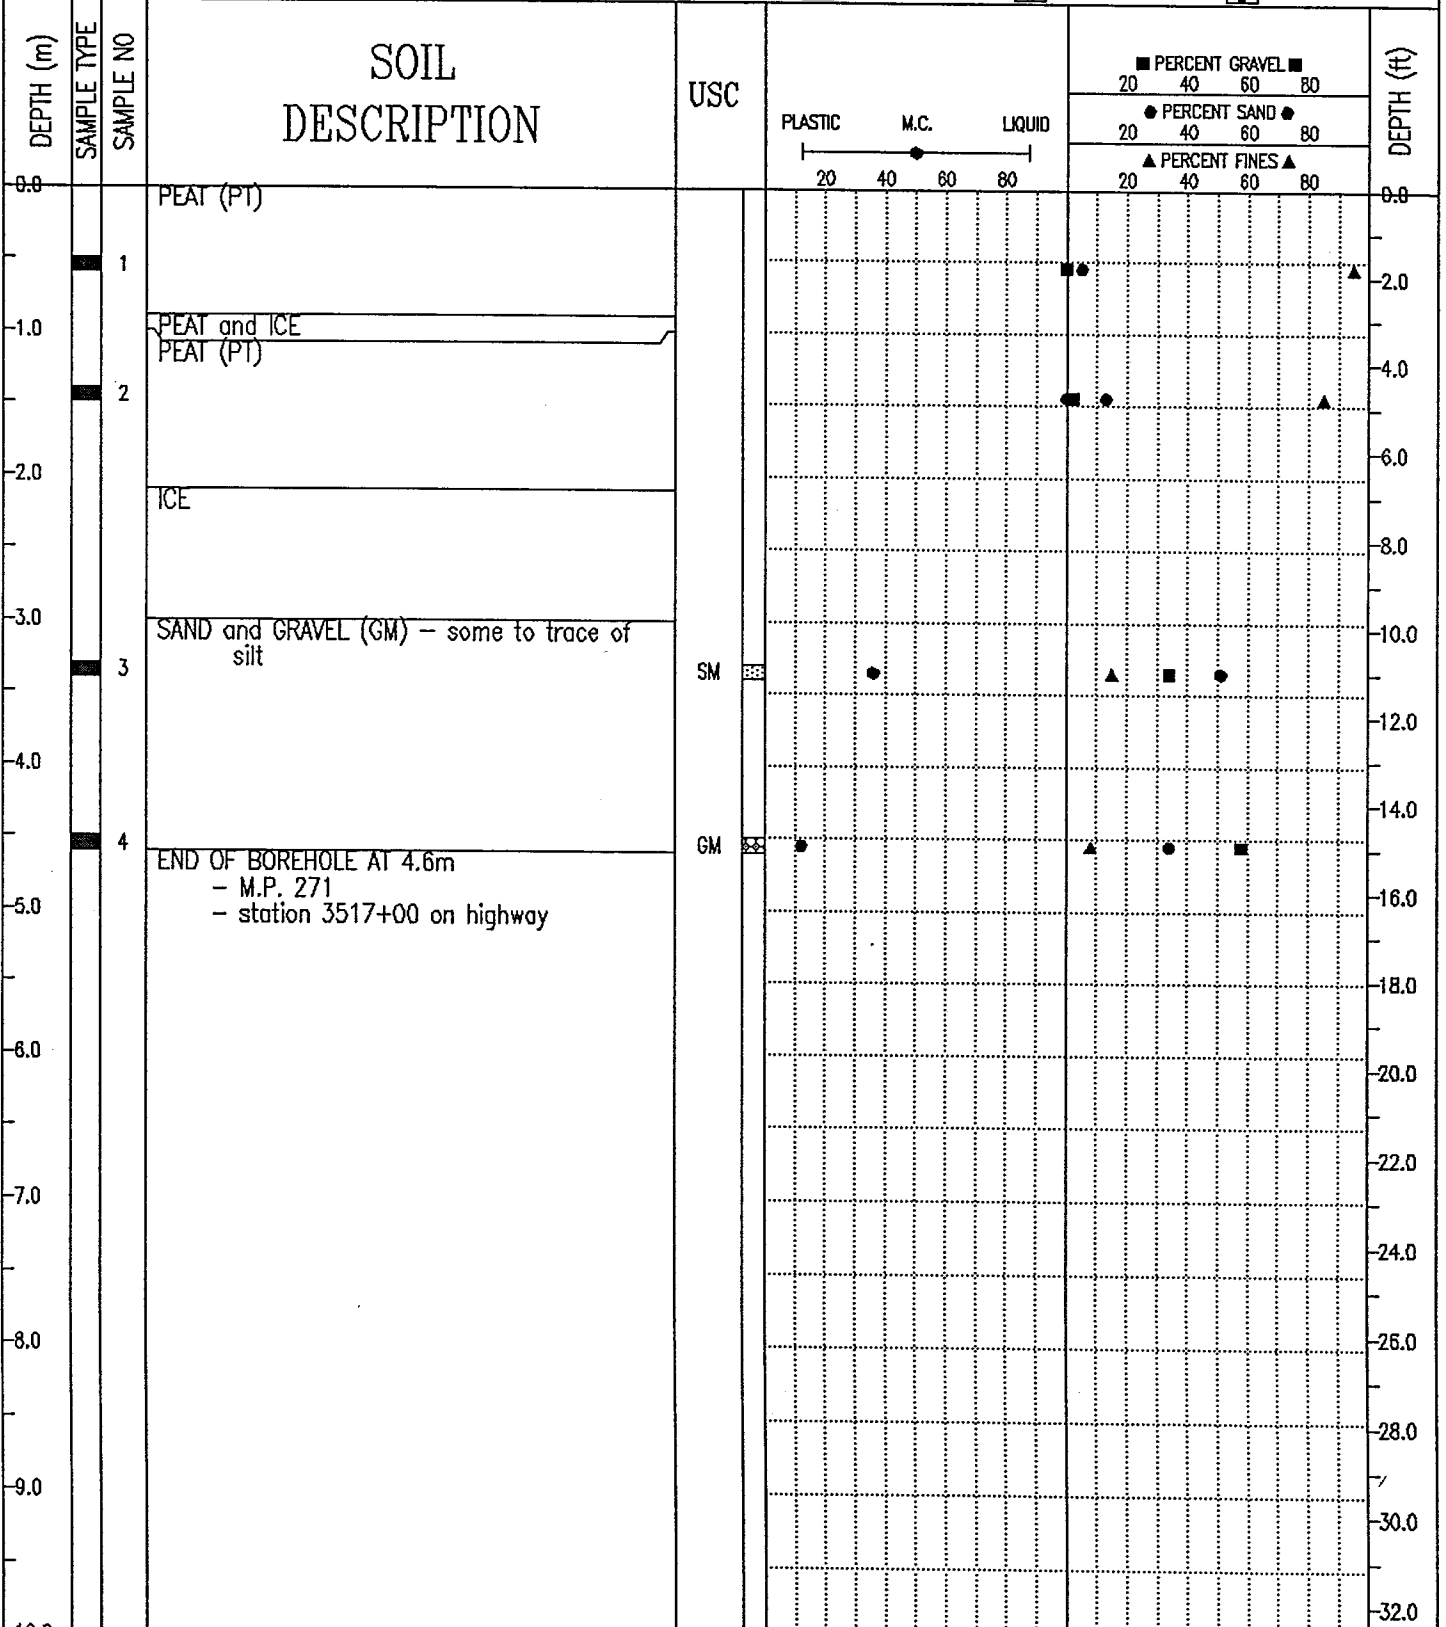 DEPTH (m)
SAMPLE TYPE
SAMPLE NO
SOIL
DESCRIPTION
USC
PLASTIC M.C. LIQUID
20 40 60 80
■ PERCENT GRAVEL ■
20 40 60 80
● PERCENT SAND ●
20 40 60 80
▲ PERCENT FINES ▲
20 40 60 80
DEPTH (ft)
0.0
PEAT (PT)
0.0
1
2.0
1.0
PEAT and ICE
PEAT (PT)
4.0
2
6.0
2.0
ICE
8.0
3.0
SAND and GRAVEL (GM) – some to trace of
silt
10.0
3
SM
12.0
4.0
14.0
4
GM
END OF BOREHOLE AT 4.6m
– M.P. 271
– station 3517+00 on highway
16.0
5.0
18.0
6.0
20.0
22.0
7.0
24.0
8.0
26.0
28.0
9.0
30.0
32.0